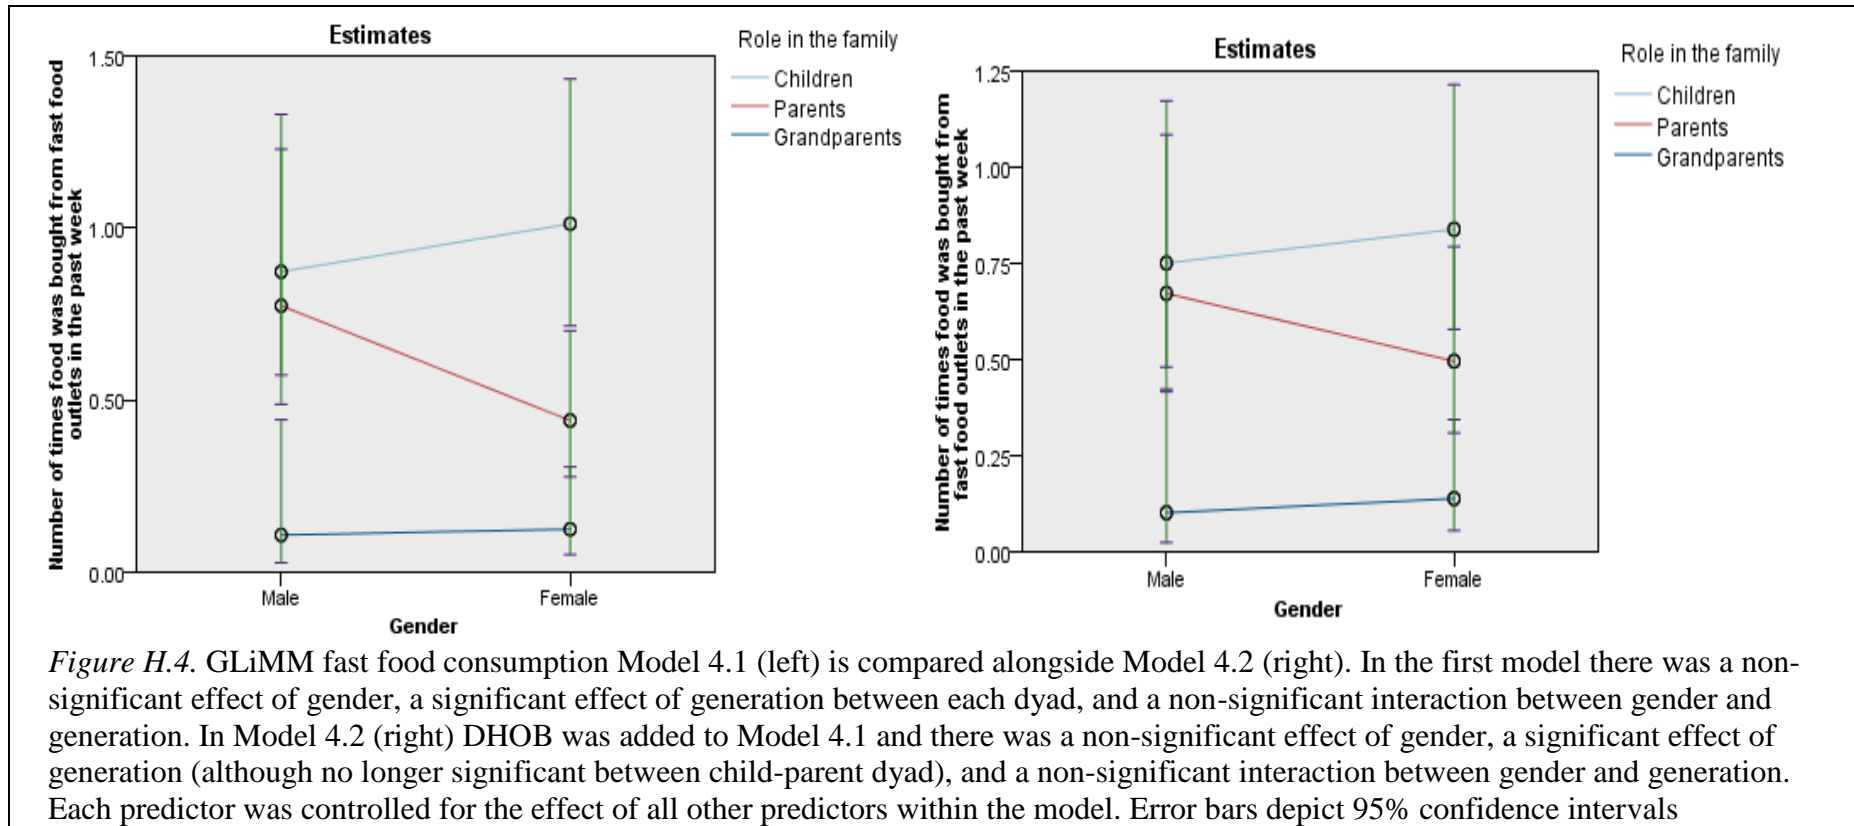 Estimates
Role in the family
Children
Parents
Grandparents
Number of times food was bought from fast food
outlets in the past week
1.50
1.00
0.50
0.00
Male
Female
Gender
Estimates
Role in the family
Children
Parents
Grandparents
Number of times food was bought from
fast food outlets in the past week
1.25
1.00
0.75
0.50
0.25
0.00
Male
Female
Gender
Figure H.4. GLiMM fast food consumption Model 4.1 (left) is compared alongside Model 4.2 (right). In the first model there was a non-
significant effect of gender, a significant effect of generation between each dyad, and a non-significant interaction between gender and
generation. In Model 4.2 (right) DHOB was added to Model 4.1 and there was a non-significant effect of gender, a significant effect of
generation (although no longer significant between child-parent dyad), and a non-significant interaction between gender and generation.
Each predictor was controlled for the effect of all other predictors within the model. Error bars depict 95% confidence intervals